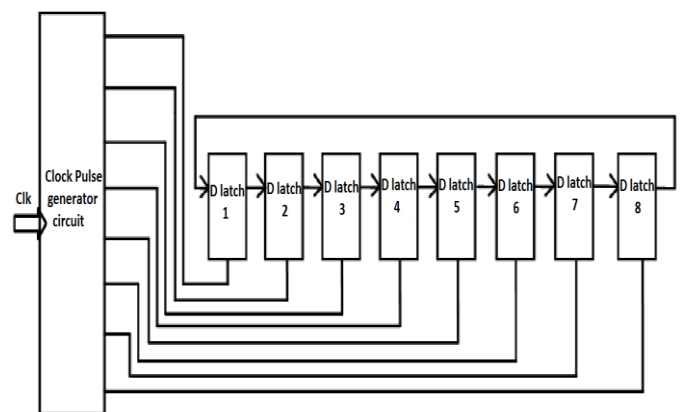 Clk
Clock Pulse
generator
circuit
D latch
1
D latch
2
D latch
3
D latch
4
D latch
5
D latch
6
D latch
7
D latch
8